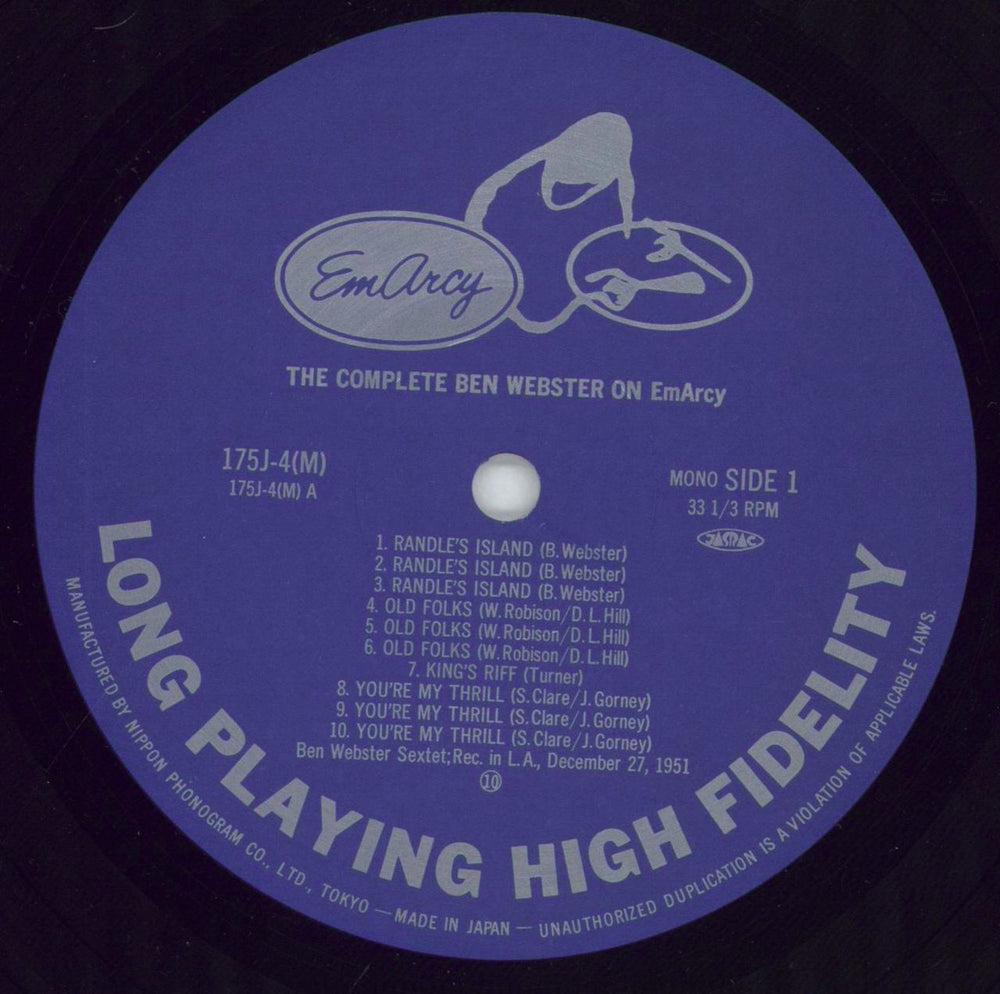 EmArcy
THE COMPLETE BEN WEBSTER ON EmArcy
175J-4(M)
175J-4(M) A
MONO SIDE 1
33 1/3 RPM
JASRAC
1. RANDLE'S ISLAND (B. Webster)
2. RANDLE'S ISLAND (B. Webster)
3. RANDLE'S ISLAND (B. Webster)
4. OLD FOLKS (W. Robison/D. L. Hill)
5. OLD FOLKS (W. Robison/D. L. Hill)
6. OLD FOLKS (W. Robison/D. L. Hill)
7. KING'S RIFF (Turner)
8. YOU'RE MY THRILL (S. Clare/J. Gorney)
9. YOU'RE MY THRILL (S. Clare/J. Gorney)
10. YOU'RE MY THRILL (S. Clare/J. Gorney)
Ben Webster Sextet; Rec. in L.A., December 27, 1951
⑩
LONG PLAYING HIGH FIDELITY
MANUFACTURED BY NIPPON PHONOGRAM CO., LTD., TOKYO — MADE IN JAPAN — UNAUTHORIZED DUPLICATION IS A VIOLATION OF APPLICABLE LAWS.